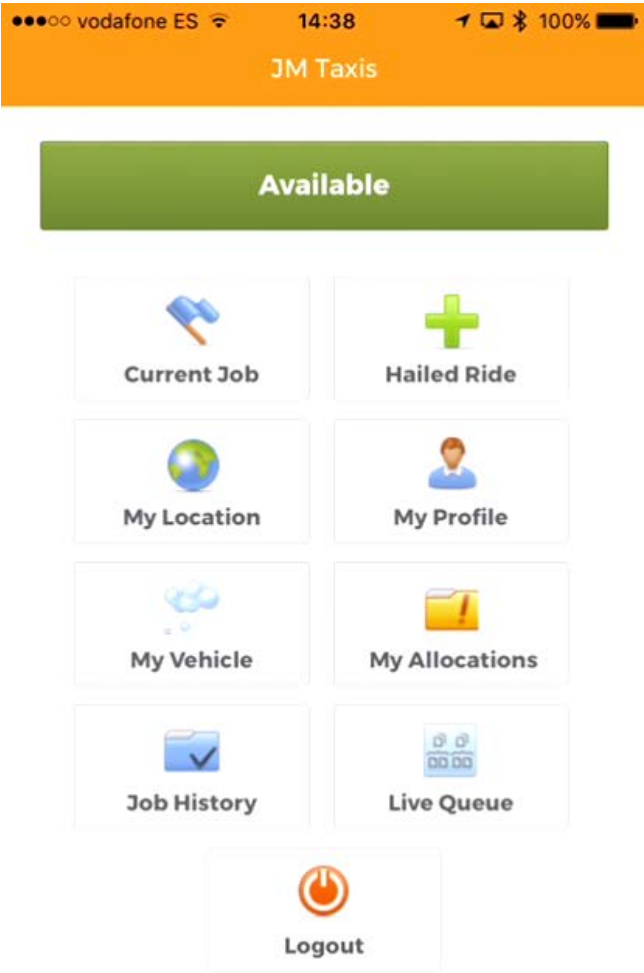 vodafone ES 14:38 100%
JM Taxis
Available
Current Job Hailed Ride
My Location My Profile
My Vehicle My Allocations
Job History Live Queue
Logout